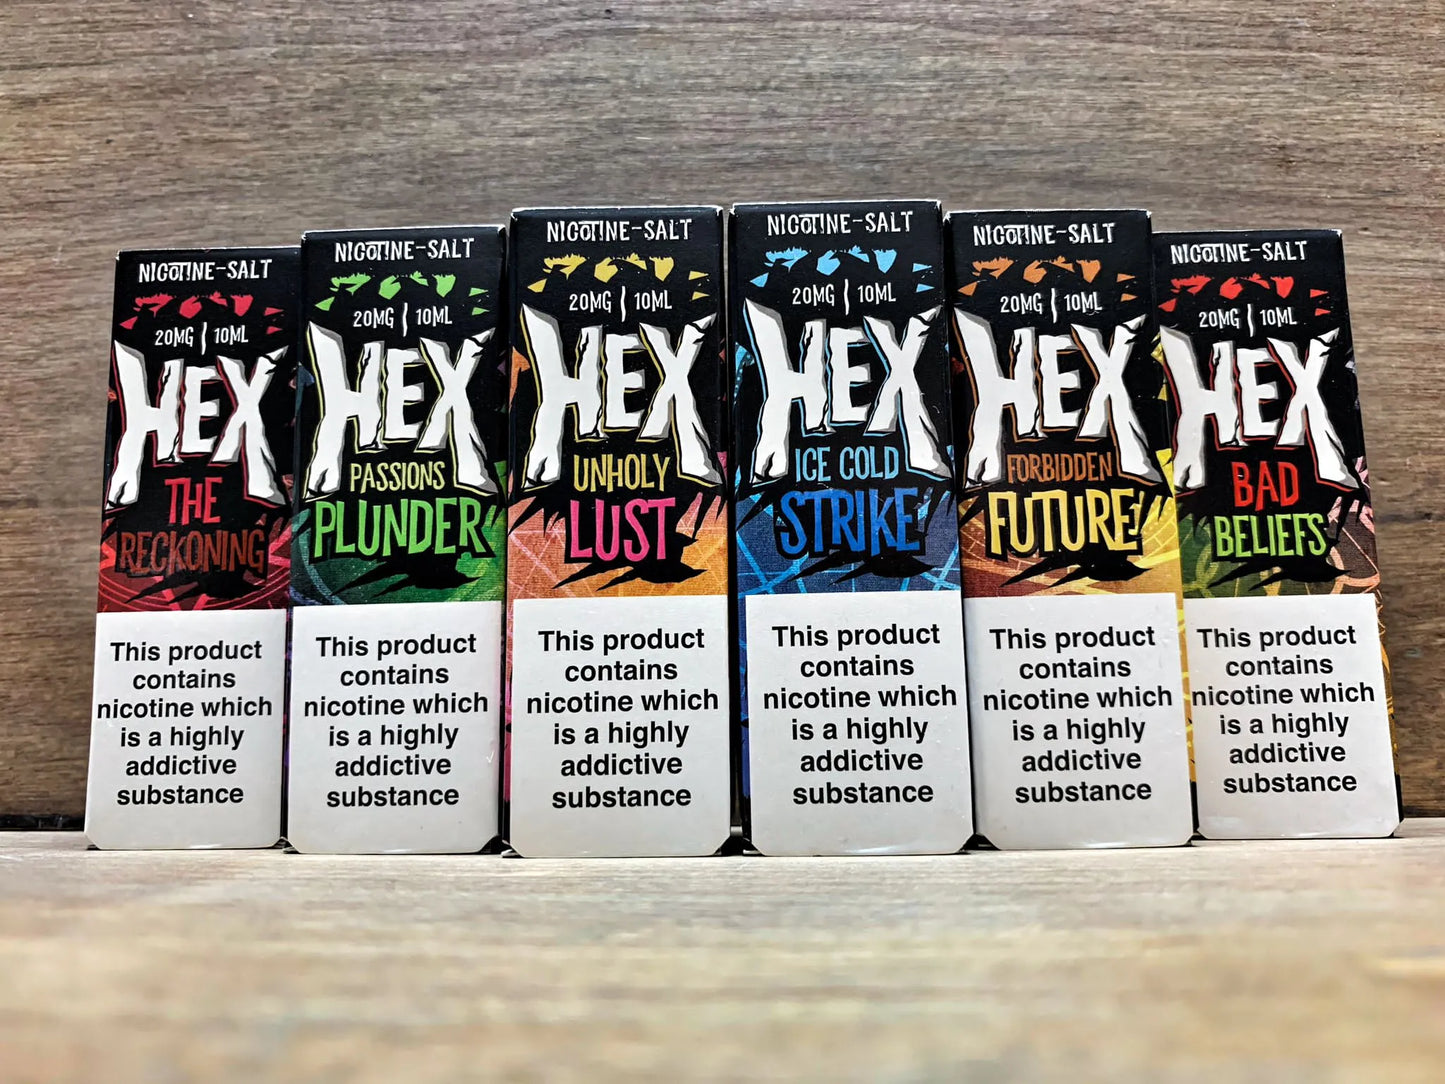 NICOTINE-SALT
20MG | 10ML
HEX
THE
RECKONING
This product
contains
nicotine which
is a highly
addictive
substance
NICOTINE-SALT
20MG | 10ML
HEX
PASSIONS
PLUNDER
This product
contains
nicotine which
is a highly
addictive
substance
NICOTINE-SALT
20MG | 10ML
HEX
UNHOLY
LUST
This product
contains
nicotine which
is a highly
addictive
substance
NICOTINE-SALT
20MG | 10ML
HEX
ICE COLD
STRIKE
This product
contains
nicotine which
is a highly
addictive
substance
NICOTINE-SALT
20MG | 10ML
HEX
FORBIDDEN
FUTURE
This product
contains
nicotine which
is a highly
addictive
substance
NICOTINE-SALT
20MG | 10ML
HEX
BAD
BELIEFS
This product
contains
nicotine which
is a highly
addictive
substance